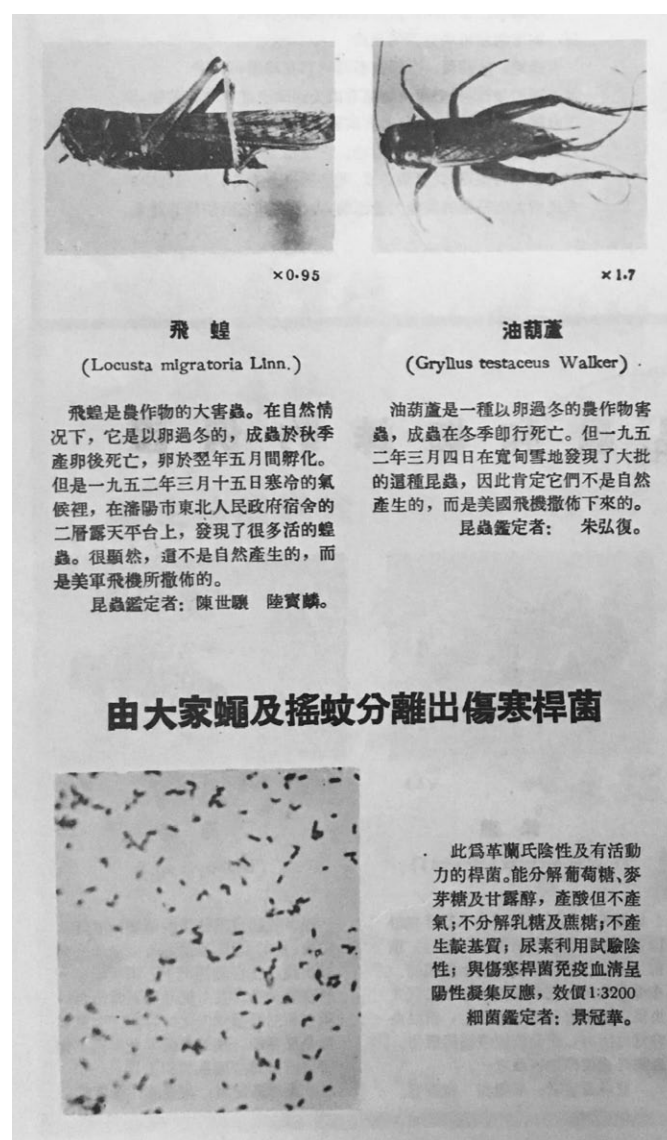 ×0.95
×1.7
飛蝗
(Locusta migratoria Linn.)
飛蝗是農作物的大害蟲。在自然情
况下，它是以卵過冬的，成蟲於秋季
產卵後死亡，卵於翌年五月間孵化。
但是一九五二年三月十五日寒冷的氣
候裡，在瀋陽市東北人民政府宿舍的
二層露天平台上，發現了很多活的蝗
蟲。很顯然，這不是自然產生的，而
是美軍飛機所撒佈的。
昆蟲鑑定者：陳世驤　陸寶麟。
油葫蘆
(Gryllus testaceus Walker)
油葫蘆是一種以卵過冬的農作物害
蟲，成蟲在冬季卽行死亡。但一九五
二年三月四日在寬甸雪地發現了大批
的這種昆蟲，因此肯定它們不是自然
產生的，而是美國飛機撒佈下來的。
昆蟲鑑定者：　朱弘復。
由大家蠅及搖蚊分離出傷寒桿菌
此爲革蘭氏陰性及有活動
力的桿菌。能分解葡萄糖、麥
芽糖及甘露醇，產酸但不產
氣；不分解乳糖及蔗糖；不產
生靛基質；尿素利用試驗陰
性；與傷寒桿菌免疫血清呈
陽性凝集反應，效價1:3200
細菌鑑定者：景冠華。